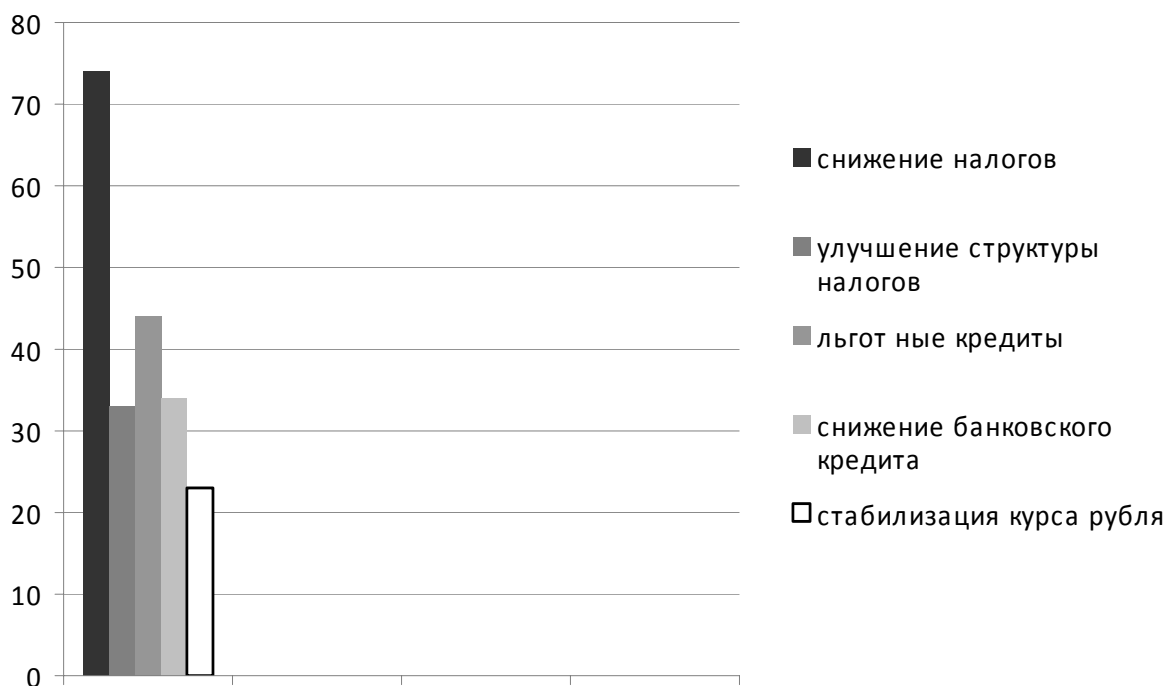 80
70
60
50
40
30
20
10
0
снижение налогов
улучшение структуры
налогов
льгот ные кредиты
снижение банковского
кредита
стабилизация курса рубля